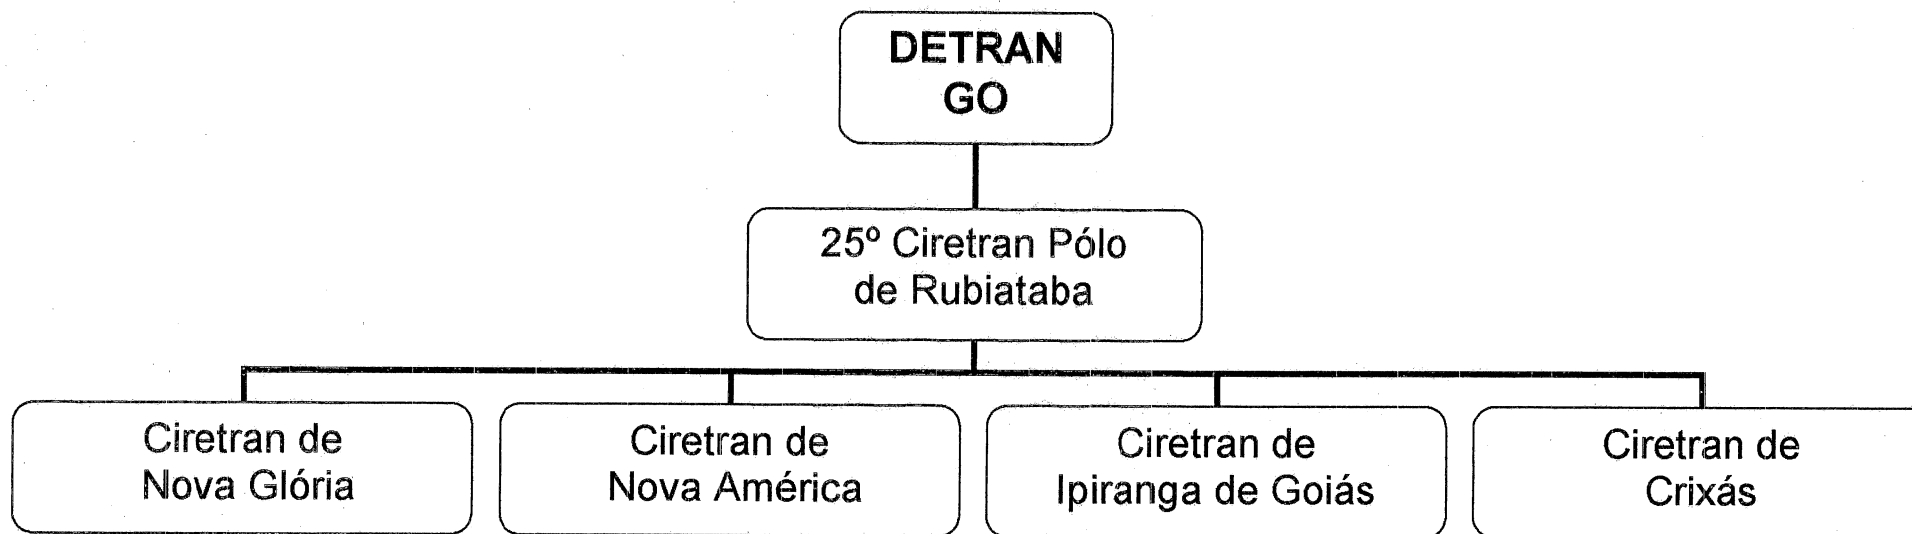 DETRAN
GO
25º Ciretran Pólo
de Rubiataba
Ciretran de
Nova Glória
Ciretran de
Nova América
Ciretran de
Ipiranga de Goiás
Ciretran de
Crixás